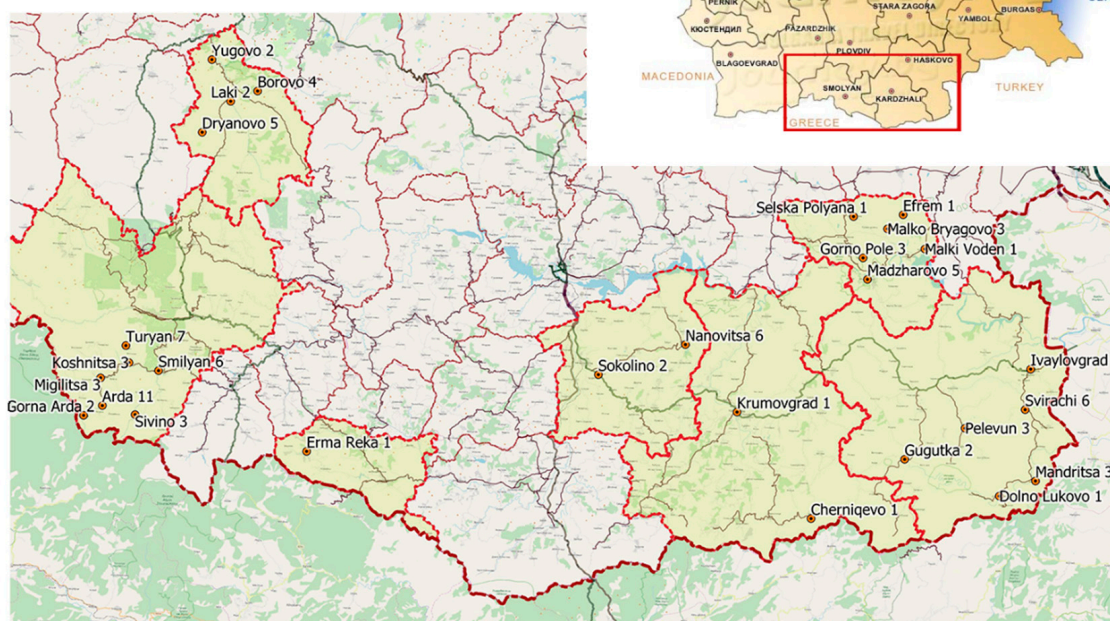 PERNIK
STARA ZAGORA
BURGAS
YAMBOL
КЮСТЕНДИЛ
PAZARDZHIK
PLOVDIV
BLAGOEVGRAD
HASKOVO
MACEDONIA
SMOLYAN
KARDZHALI
TURKEY
GREECE
Yugovo 2
Borovo 4
Laki 2
Dryanovo 5
Selska Polyana 1
Efrem 1
Malko Bryagovo 3
Gorno Pole 3
Malki Voden 1
Madzharovo 5
Turyan 7
Nanovitsa 6
Koshnitsa 3
Smilyan 6
Sokolino 2
Ivaylovgrad
Migilitsa 3
Arda 11
Gorna Arda 2
Sivino 3
Krumovgrad 1
Svirachi 6
Pelevun 3
Erma Reka 1
Gugutka 2
Mandritsa 3
Dolno Lukovo 1
Cherniqevo 1